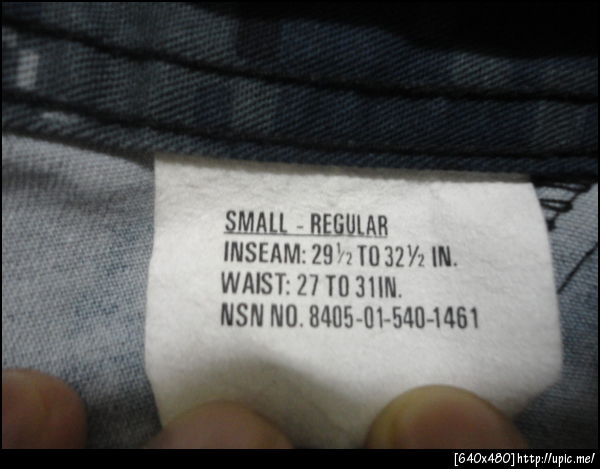 SMALL - REGULAR
INSEAM: 29½ TO 32½ IN.
WAIST: 27 TO 31IN.
NSN NO. 8405-01-540-1461
[640x480]http://upic.me/